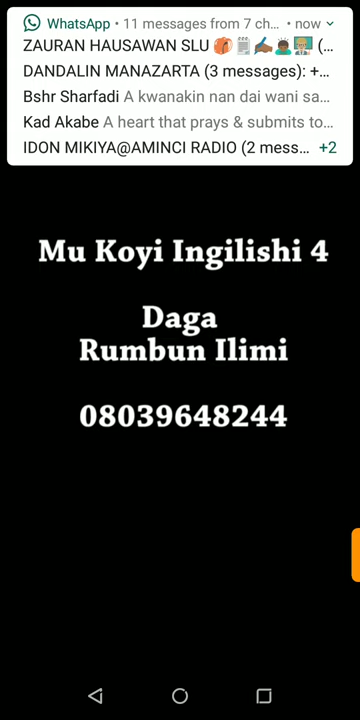 WhatsApp • 11 messages from 7 ch... • now
ZAURAN HAUSAWAN SLU (...
DANDALIN MANAZARTA (3 messages): +...
Bshr Sharfadi A kwanakin nan dai wani sa...
Kad Akabe A heart that prays & submits to...
IDON MIKIYA@AMINCI RADIO (2 mess... +2
Mu Koyi Ingilishi 4
Daga
Rumbun Ilimi
08039648244